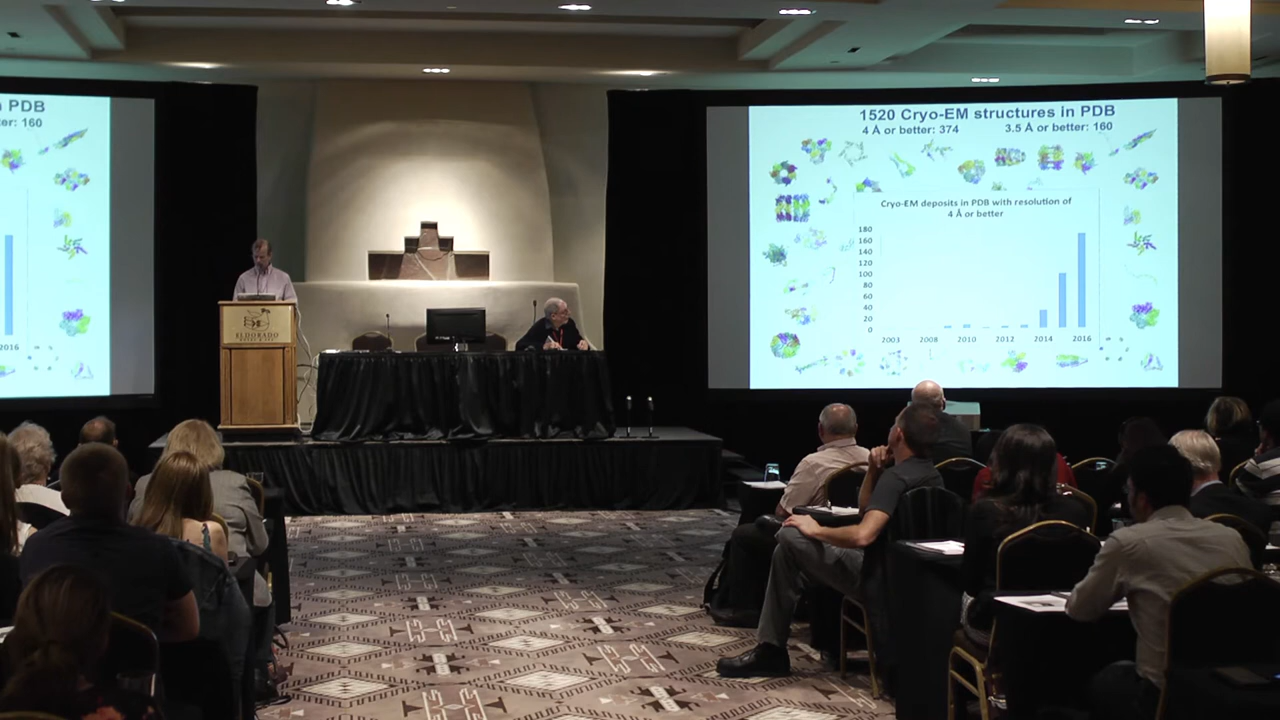 PDB
er: 160
2016
ELDORADO
1520 Cryo-EM structures in PDB
4 Å or better: 374 3.5 Å or better: 160
Cryo-EM deposits in PDB with resolution of
4 Å or better
180
160
140
120
100
80
60
40
20
0
2003 2008 2010 2012 2014 2016